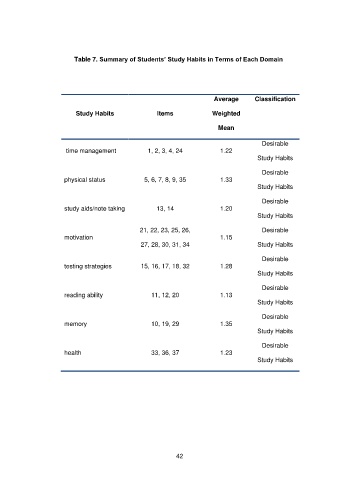 Table 7. Summary of Students' Study Habits in Terms of Each Domain
Study Habits Items Average Weighted Mean Classification
time management 1, 2, 3, 4, 24 1.22 Desirable Study Habits
physical status 5, 6, 7, 8, 9, 35 1.33 Desirable Study Habits
study aids/note taking 13, 14 1.20 Desirable Study Habits
motivation 21, 22, 23, 25, 26, 27, 28, 30, 31, 34 1.15 Desirable Study Habits
testing strategies 15, 16, 17, 18, 32 1.28 Desirable Study Habits
reading ability 11, 12, 20 1.13 Desirable Study Habits
memory 10, 19, 29 1.35 Desirable Study Habits
health 33, 36, 37 1.23 Desirable Study Habits
42